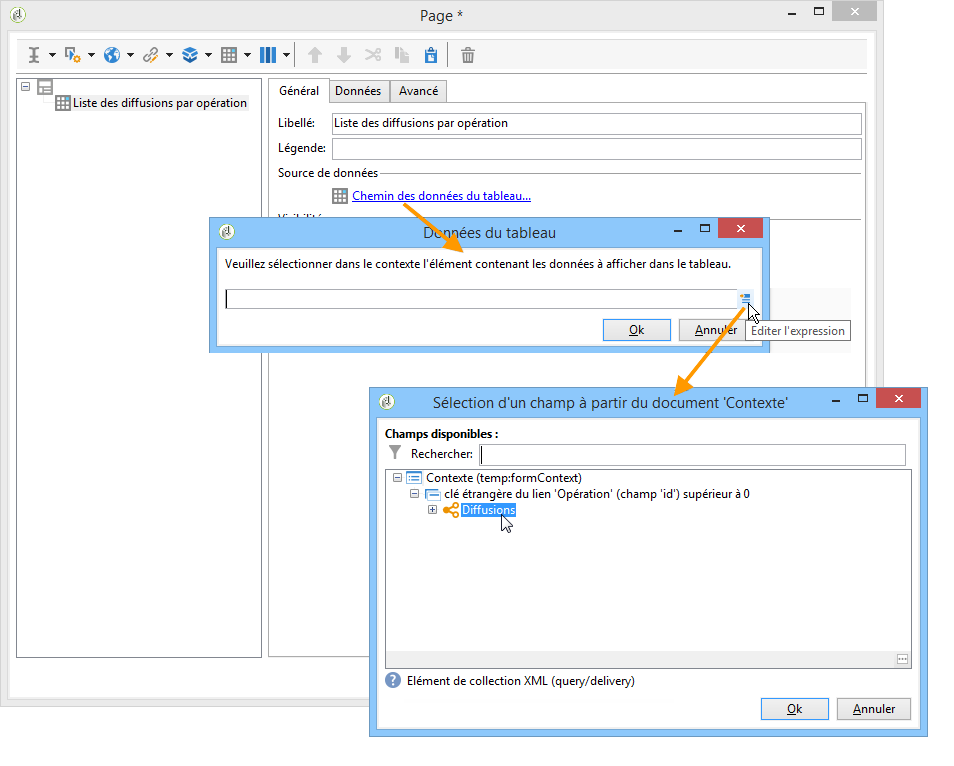 Page *
Liste des diffusions par opération
Général
Données
Avancé
Libellé:
Liste des diffusions par opération
Légende:
Source de données
Chemin des données du tableau...
Données du tableau
Veuillez sélectionner dans le contexte l'élément contenant les données à afficher dans le tableau.
Ok
Annuler
Editer l'expression
Sélection d'un champ à partir du document 'Contexte'
Champs disponibles :
Rechercher:
Contexte (temp:formContext)
clé étrangère du lien 'Opération' (champ 'id') supérieur à 0
Diffusions
Elément de collection XML (query/delivery)
Ok
Annuler